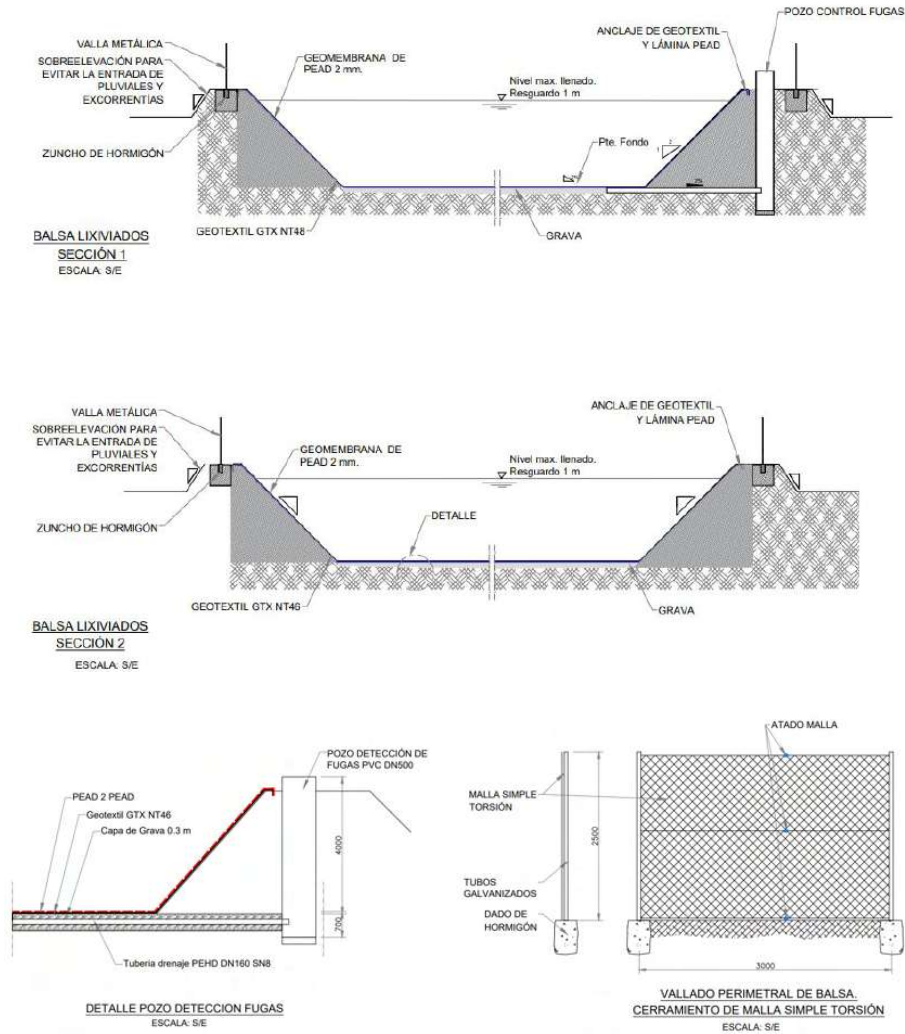 POZO CONTROL FUGAS
ANCLAJE DE GEOTEXTIL
Y LÁMINA PEAD
VALLA METÁLICA
SOBREELEVACIÓN PARA
EVITAR LA ENTRADA DE
PLUVIALES Y
EXCORRENTÍAS
GEOMEMBRANA DE
PEAD 2 mm.
Nivel max. llenado.
Resguardo 1 m
ZUNCHO DE HORMIGÓN
Pte. Fondo
1
2
2%
GEOTEXTIL GTX NT48
GRAVA
BALSA LIXIVIADOS
SECCIÓN 1
ESCALA: S/E
VALLA METÁLICA
SOBREELEVACIÓN PARA
EVITAR LA ENTRADA DE
PLUVIALES Y
EXCORRENTÍAS
GEOMEMBRANA DE
PEAD 2 mm.
Nivel max. llenado.
Resguardo 1 m
ANCLAJE DE GEOTEXTIL
Y LÁMINA PEAD
ZUNCHO DE HORMIGÓN
DETALLE
GEOTEXTIL GTX NT46
GRAVA
BALSA LIXIVIADOS
SECCIÓN 2
ESCALA: S/E
POZO DETECCIÓN DE
FUGAS PVC DN500
PEAD 2 PEAD
Geotextil GTX NT46
Capa de Grava 0.3 m
4000
700
Tuberia drenaje PEHD DN160 SN8
DETALLE POZO DETECCION FUGAS
ESCALA: S/E
ATADO MALLA
MALLA SIMPLE
TORSIÓN
2500
TUBOS
GALVANIZADOS
DADO DE
HORMIGÓN
3000
VALLADO PERIMETRAL DE BALSA.
CERRAMIENTO DE MALLA SIMPLE TORSIÓN
ESCALA: S/E